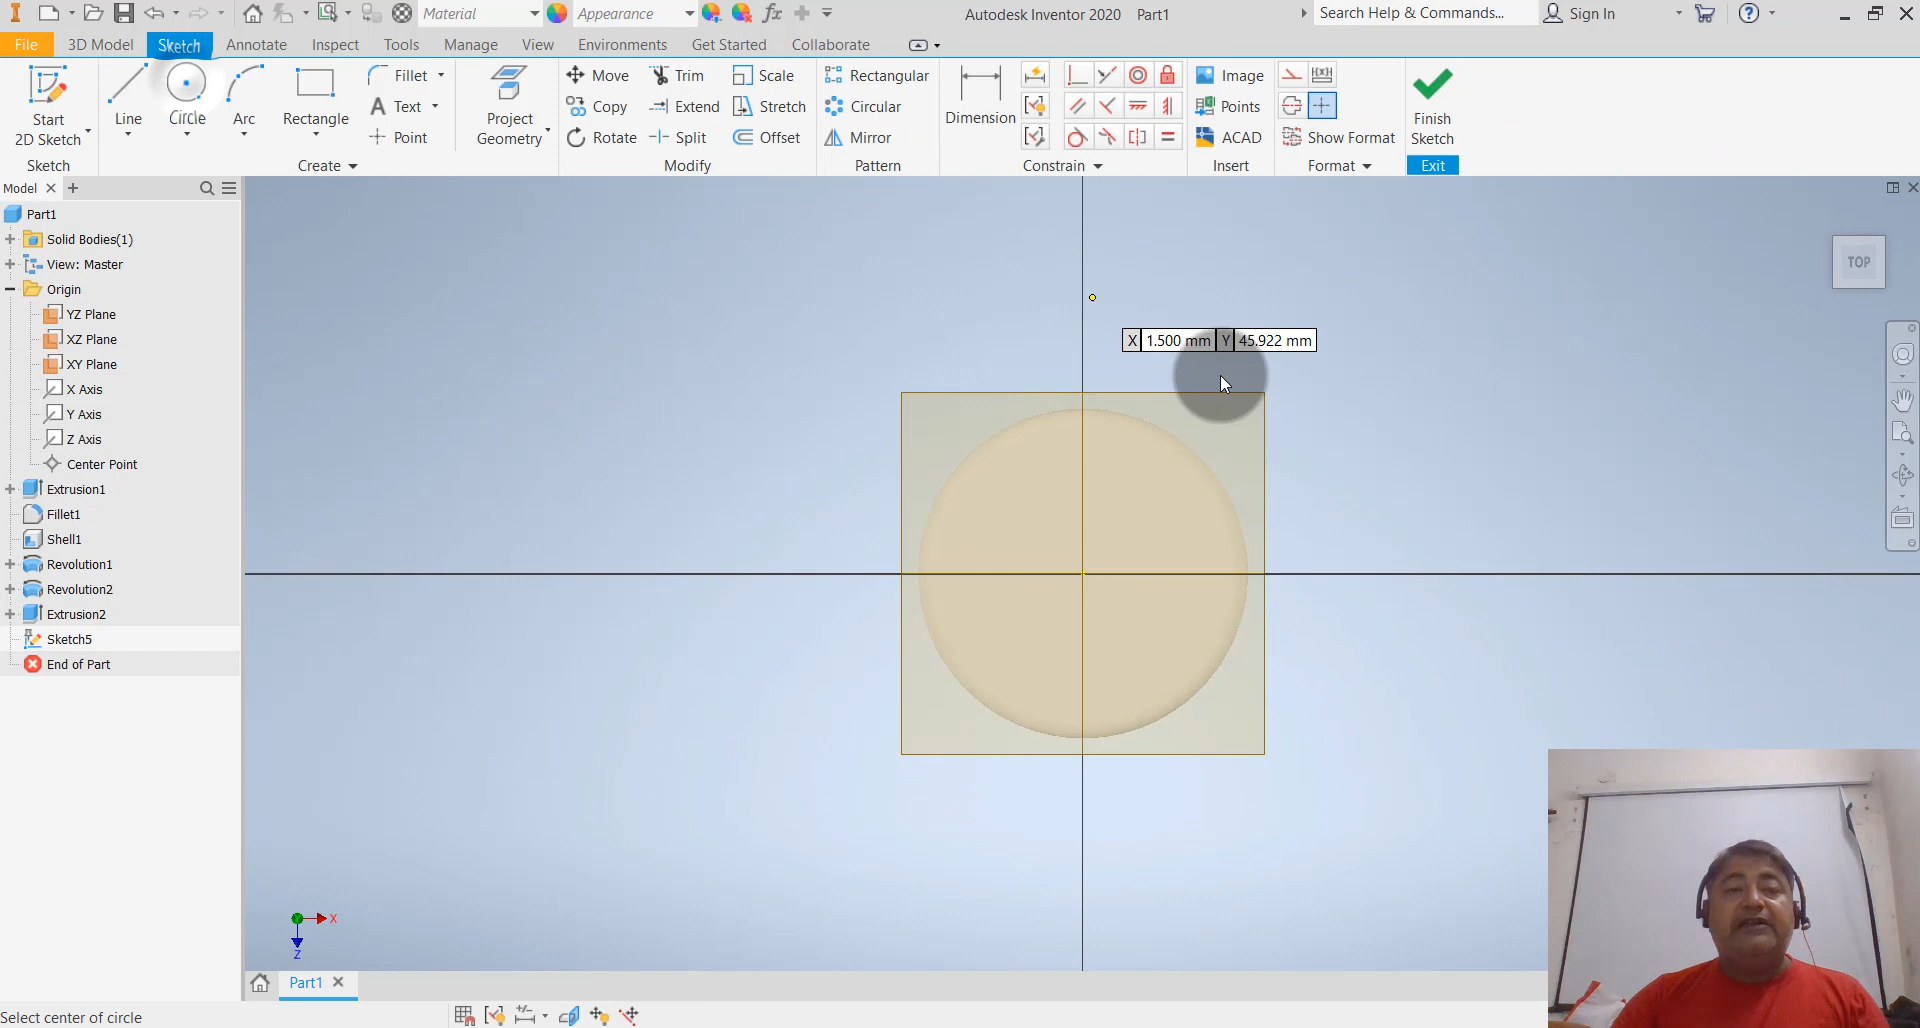 Material Appearance Autodesk Inventor 2020 Part1 Search Help & Commands... Sign In
File 3D Model Sketch Annotate Inspect Tools Manage View Environments Get Started Collaborate
Start 2D Sketch Line Circle Arc Rectangle Fillet Text Point Project Geometry Move Copy Rotate Trim Extend Split Scale Stretch Offset Rectangular Circular Mirror Dimension Image Points ACAD Show Format Finish Sketch
Sketch Create Modify Pattern Constrain Insert Format Exit
Model
Part1
Solid Bodies(1)
View: Master
TOP
Origin
YZ Plane
XZ Plane
X 1.500 mm Y 45.922 mm
XY Plane
X Axis
Y Axis
Z Axis
Center Point
Extrusion1
Fillet1
Shell1
Revolution1
Revolution2
Extrusion2
Sketch5
End of Part
X
Z
Part1
Select center of circle